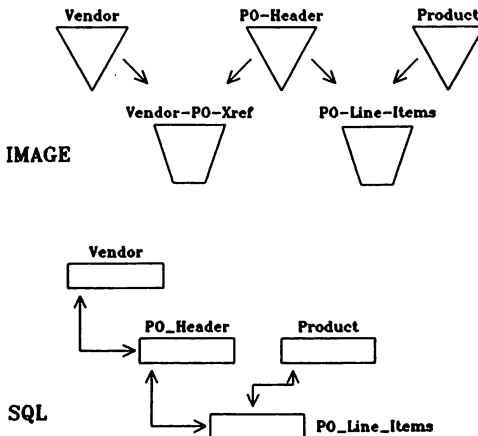 Vendor
PO-Header
Product
Vendor-PO-Xref
PO-Line-Items
IMAGE
Vendor
PO_Header
Product
SQL
PO_Line_Items